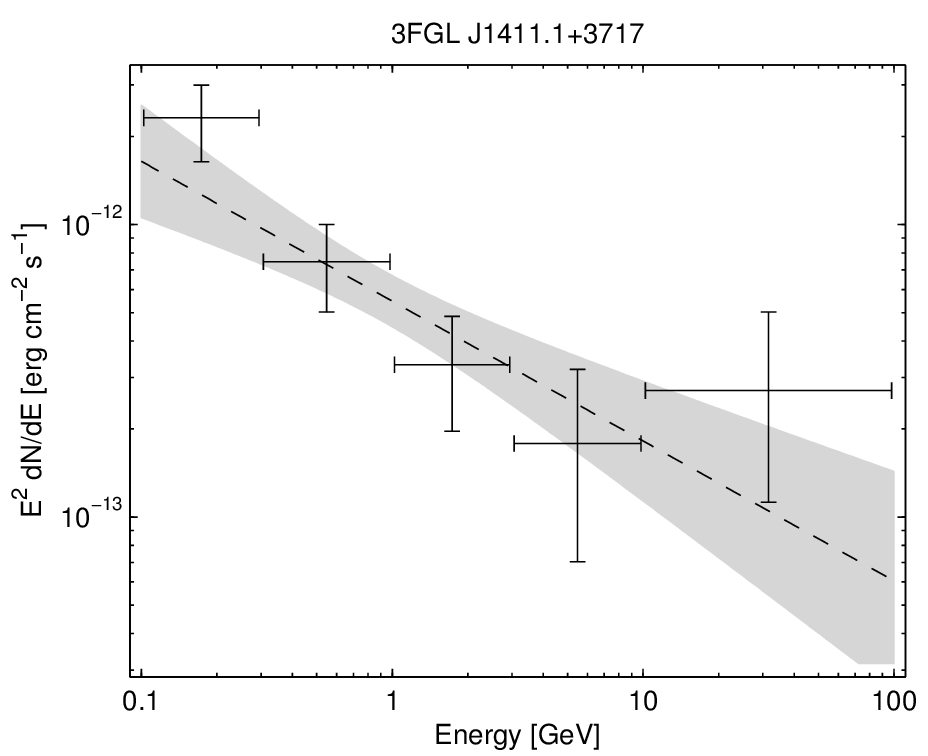 3FGL J1411.1+3717
E² dN/dE [erg cm⁻² s⁻¹]
10⁻¹²
10⁻¹³
0.1 1 10 100
Energy [GeV]